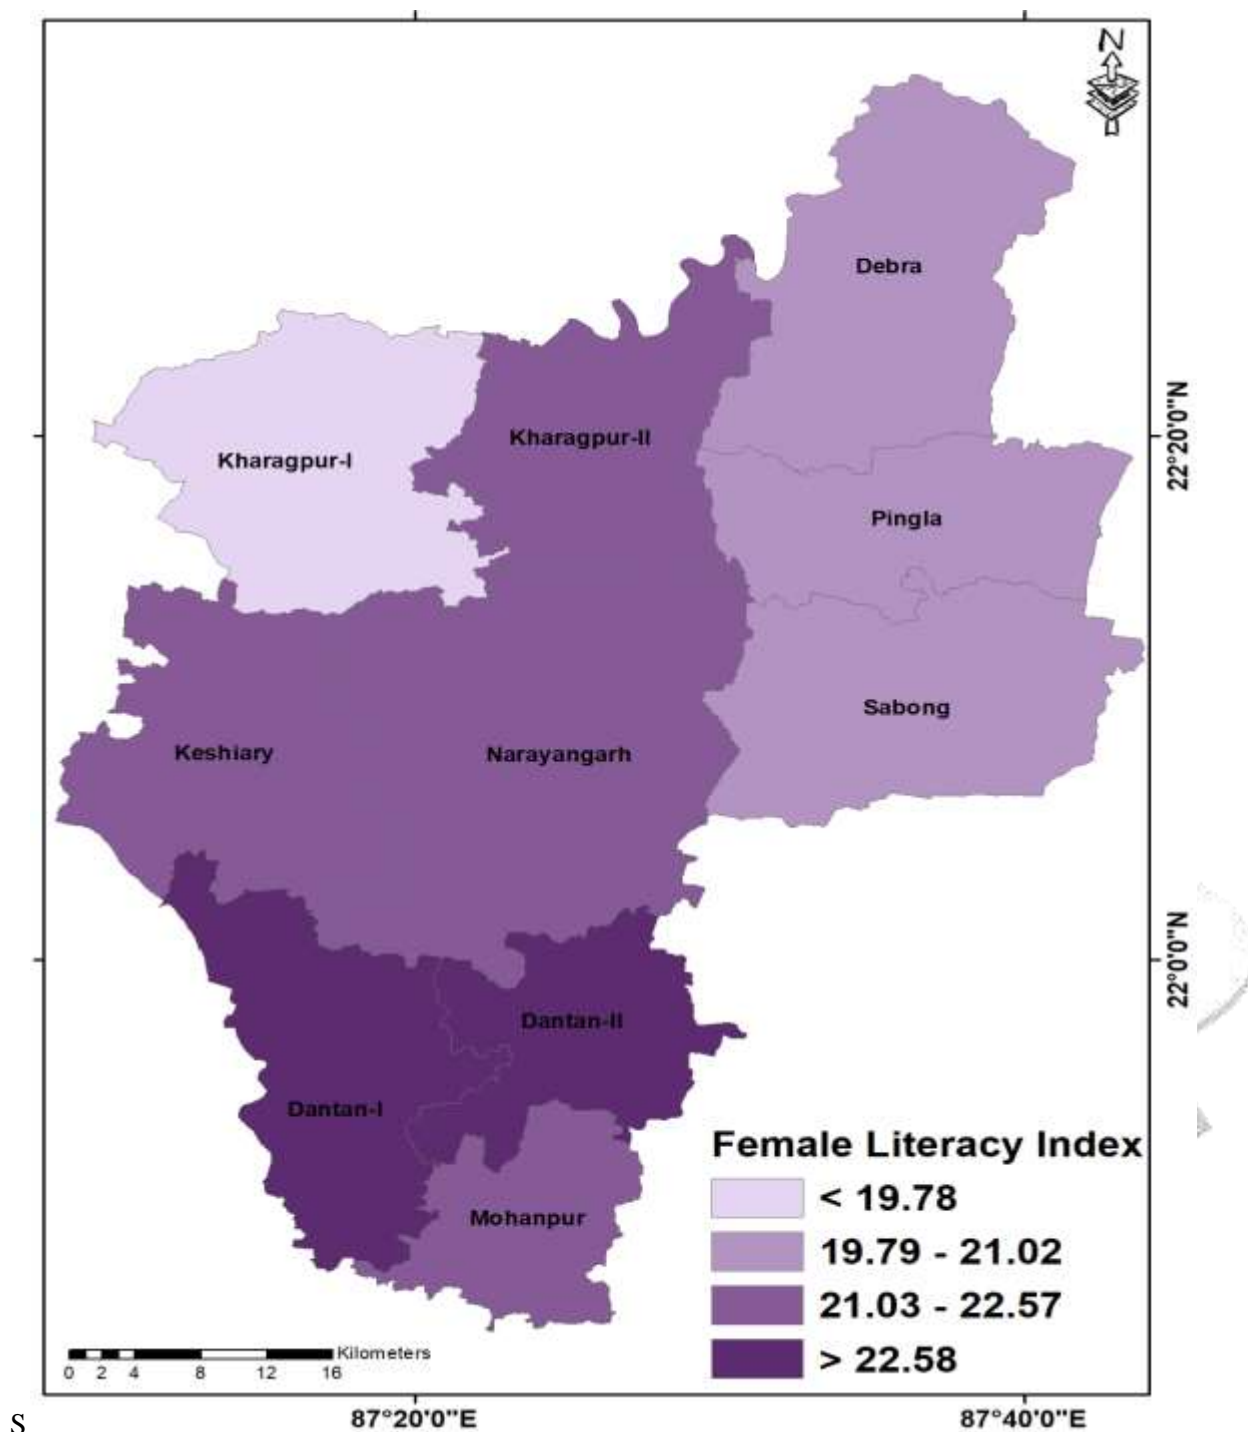 N
Debra
Kharagpur-II
Kharagpur-I
Pingla
Sabong
Keshiary
Narayangarh
Dantan-II
Dantan-I
Mohanpur
22°20'0"N
22°0'0"N
Female Literacy Index
< 19.78
19.79 - 21.02
21.03 - 22.57
> 22.58
Kilometers
0 2 4 8 12 16
87°20'0"E 87°40'0"E
S